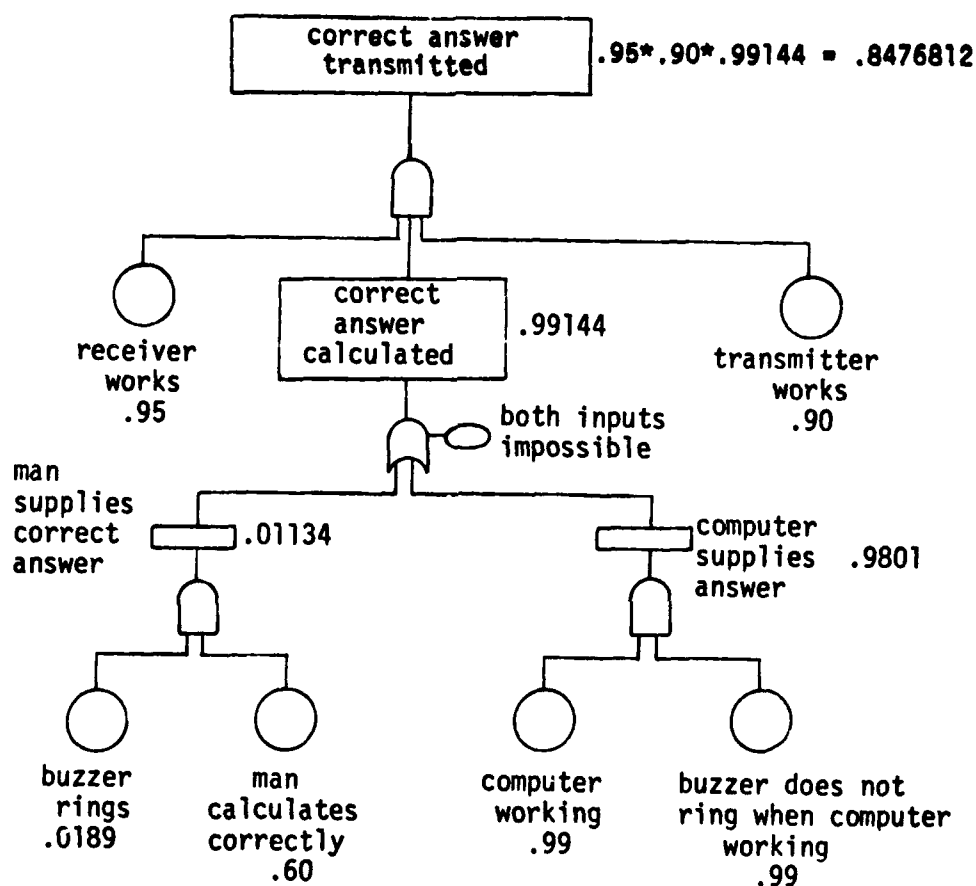 correct answer
transmitted
.95*.90*.99144 = .8476812
receiver
works
.95
correct
answer
calculated
.99144
transmitter
works
.90
both inputs
impossible
man
supplies
correct
answer
.01134
computer
supplies
answer
.9801
buzzer
rings
.0189
man
calculates
correctly
.60
computer
working
.99
buzzer does not
ring when computer
working
.99